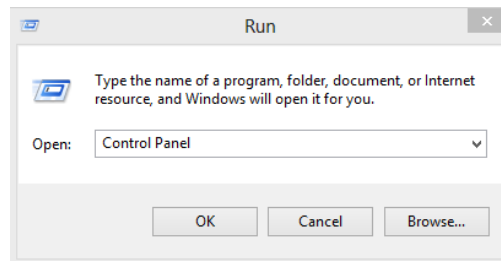 Run
Type the name of a program, folder, document, or Internet
resource, and Windows will open it for you.
Open: Control Panel
OK Cancel Browse...